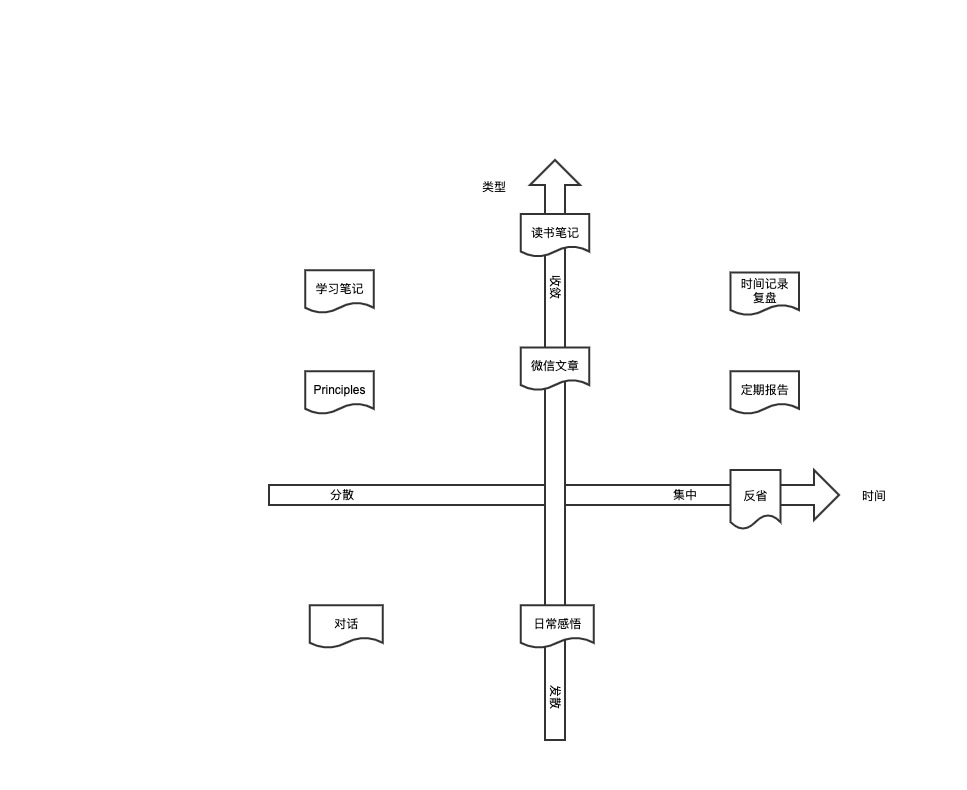 类型
读书笔记
收敛
学习笔记
时间记录
复盘
微信文章
Principles
定期报告
分散
集中
反省
时间
对话
日常感悟
发散